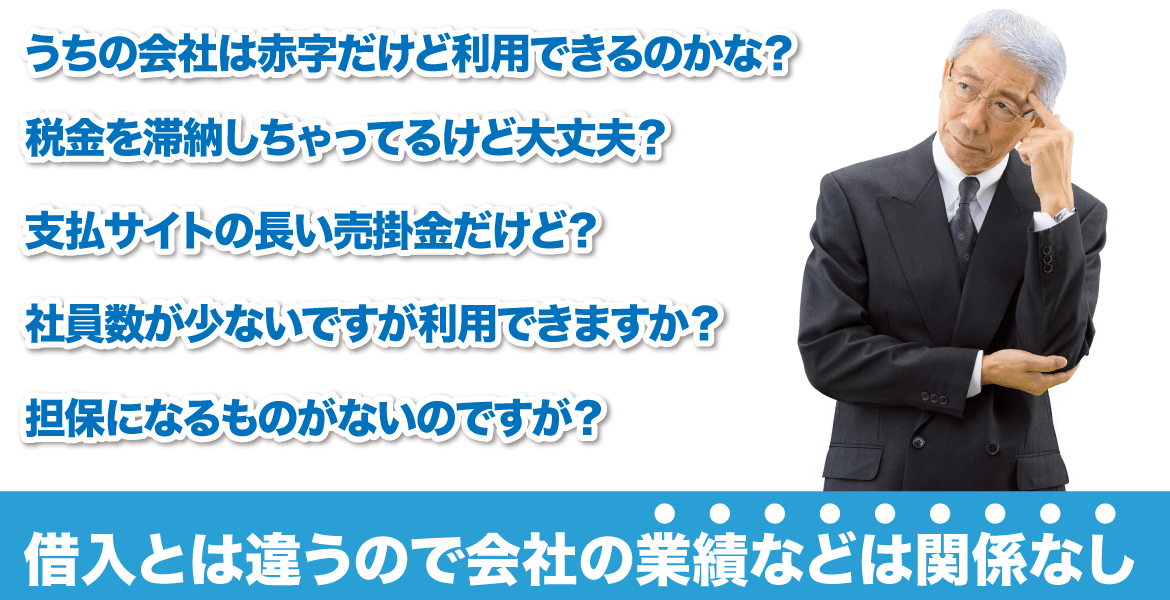 うちの会社は赤字だけど利用できるのかな？
税金を滞納しちゃってるけど大丈夫？
支払サイトの長い売掛金だけど？
社員数が少ないですが利用できますか？
担保になるものがないのですが？
借入とは違うので会社の業績などは関係なし